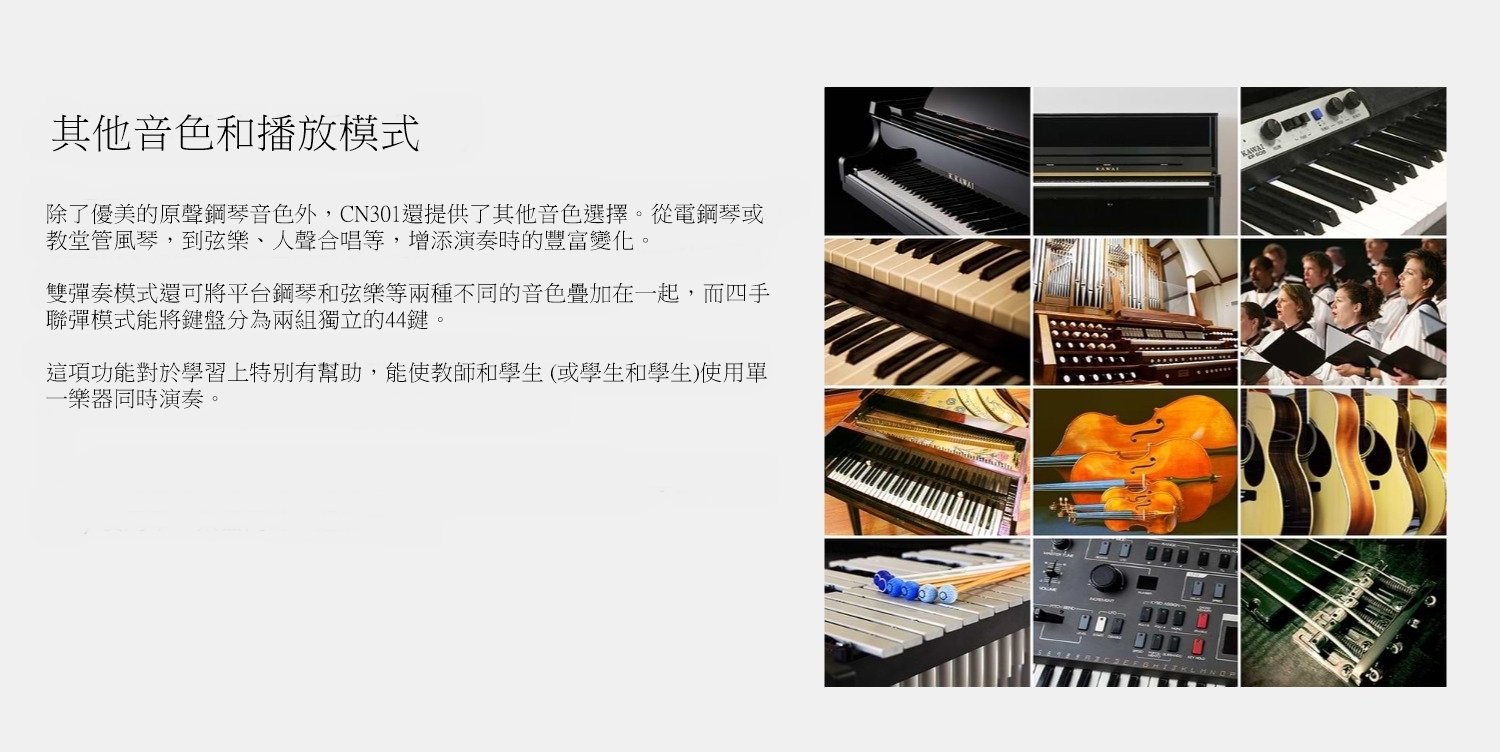 其他音色和播放模式
除了優美的原聲鋼琴音色外，CN301還提供了其他音色選擇。從電鋼琴或
教堂管風琴，到弦樂、人聲合唱等，增添演奏時的豐富變化。
雙彈奏模式還可將平台鋼琴和弦樂等兩種不同的音色疊加在一起，而四手
聯彈模式能將鍵盤分為兩組獨立的44鍵。
這項功能對於學習上特別有幫助，能使教師和學生 (或學生和學生)使用單
一樂器同時演奏。
KAWAI
KAWAI
KAWAI
MASTER TUNE
VOLUME
INCREMENT